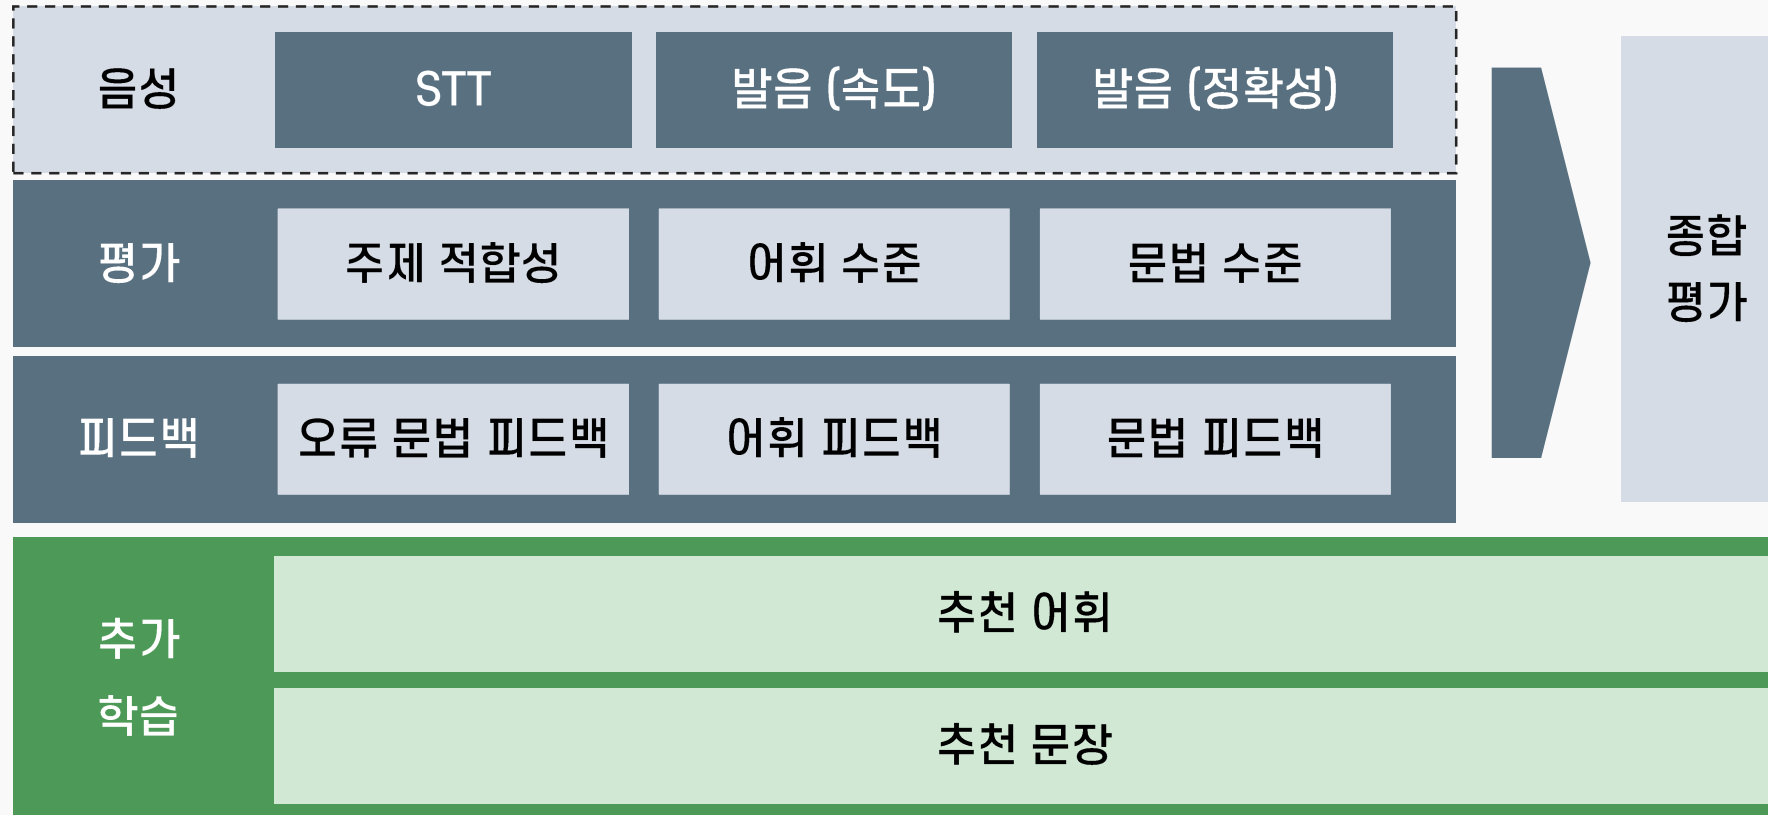 음성
STT
발음 (속도)
발음 (정확성)
평가
주제 적합성
어휘 수준
문법 수준
피드백
오류 문법 피드백
어휘 피드백
문법 피드백
종합
평가
추가
학습
추천 어휘
추천 문장